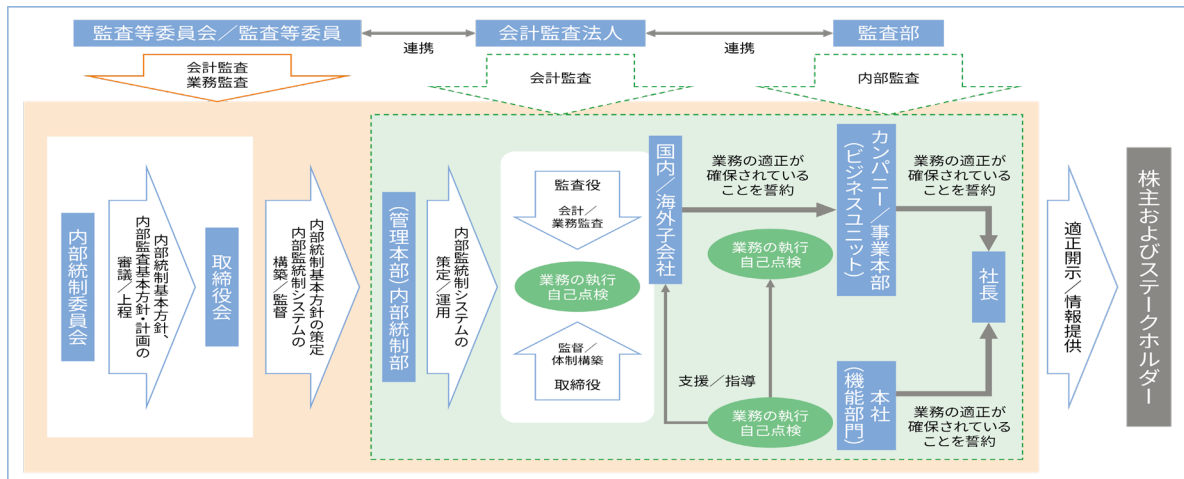 監査等委員会／監査等委員
連携
会計監査法人
連携
監査部
会計監査
業務監査
会計監査
内部監査
内部統制委員会
内部統制基本方針、
内部監査基本方針・計画の
審議／上程
取締役会
内部統制基本方針の策定
内部監統制システムの
構築／監督
（管理本部）内部統制部
内部監統制システムの
策定／運用
監査役
会計／
業務監査
業務の執行
自己点検
監督／
体制構築
取締役
国内／海外子会社
業務の適正が
確保されている
ことを誓約
業務の執行
自己点検
支援／指導
業務の執行
自己点検
カンパニー／事業本部
（ビジネスユニット）
業務の適正が
確保されている
ことを誓約
社長
本社
（機能部門）
業務の適正が
確保されている
ことを誓約
適正開示／情報提供
株主およびステークホルダー